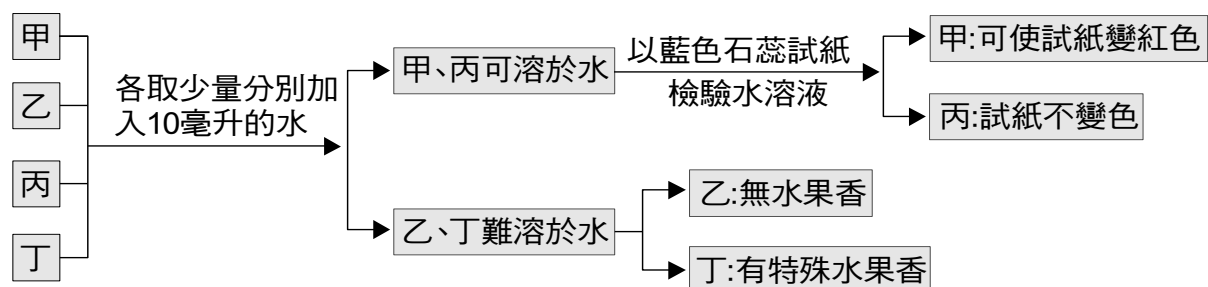 甲
乙
丙
丁
各取少量分別加
入10毫升的水
甲、丙可溶於水
乙、丁難溶於水
以藍色石蕊試紙
檢驗水溶液
甲:可使試紙變紅色
丙:試紙不變色
乙:無水果香
丁:有特殊水果香